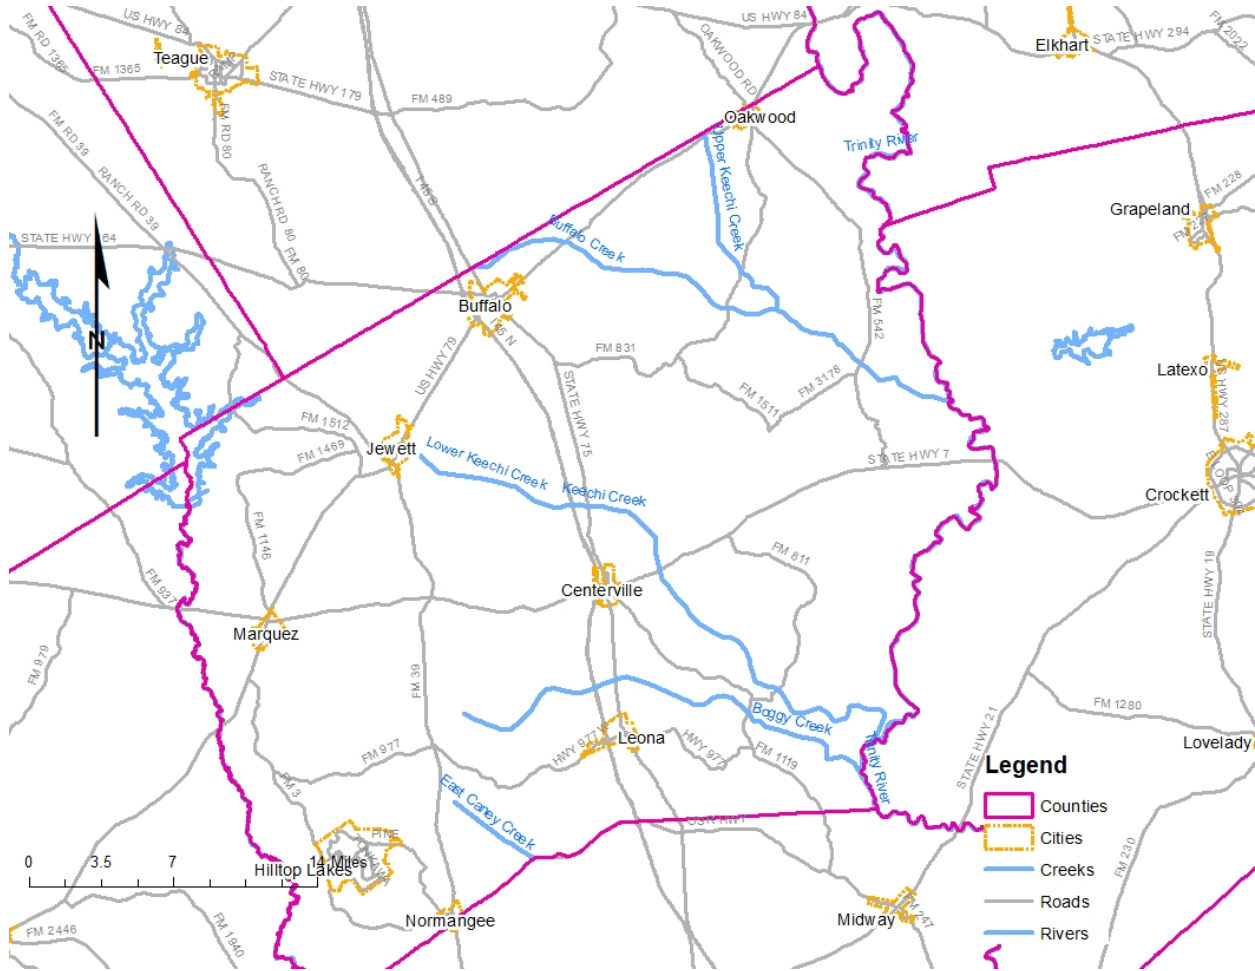 US HWY 84
US HWY 84
FM RD 1365
Teague
FM 1365
STATE HWY 179
FM 489
OAKWOOD RD
Elkhart
STATE HWY 294
FM 2022
Oakwood
FM RD 39
FM RD 80
Trinity River
Upper Keechi Creek
RANCH RD 39
RANCH RD 80
I 45 S
FM 228
Grapeland
STATE HWY 164
FM 80
Buffalo Creek
Buffalo
I 45 N
FM 542
N
US HWY 79
FM 831
FM 1511
FM 3178
STATE HWY 75
Latexo
US HWY 287
FM 1512
FM 1469
Jewett
Lower Keechi Creek
Keechi Creek
STATE HWY 7
Crockett
FM 1146
FM 811
FM 937
Centerville
STATE HWY 19
Marquez
FM 979
FM 39
Boggy Creek
FM 1280
HWY 977 W
Leona
HWY 977
FM 977
FM 1119
Trinity River
STATE HWY 21
Lovelady
FM 3
East Caney Creek
Legend
Counties
Cities
Creeks
Roads
Rivers
PINE
0 3.5 7 14 Miles
Hilltop Lakes
FM 230
Normangee
Midway
FM 247
FM 2446
FM 1940